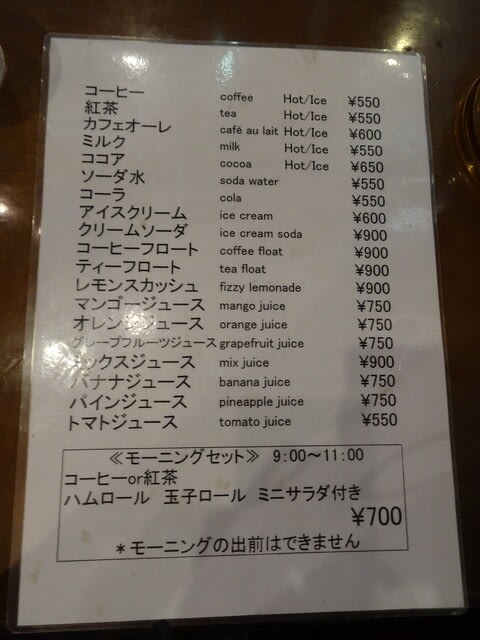 コーヒー coffee Hot/Ice ¥550
紅茶 tea Hot/Ice ¥550
カフェオーレ café au lait Hot/Ice ¥600
ミルク milk Hot/Ice ¥550
ココア cocoa Hot/Ice ¥650
ソーダ水 soda water ¥550
コーラ cola ¥550
アイスクリーム ice cream ¥600
クリームソーダ ice cream soda ¥900
コーヒーフロート coffee float ¥900
ティーフロート tea float ¥900
レモンスカッシュ fizzy lemonade ¥900
マンゴージュース mango juice ¥750
オレンジジュース orange juice ¥750
グレープフルーツジュース grapefruit juice ¥750
ミックスジュース mix juice ¥900
バナナジュース banana juice ¥750
パインジュース pineapple juice ¥750
トマトジュース tomato juice ¥550
≪モーニングセット≫ 9:00～11:00
コーヒーor紅茶
ハムロール 玉子ロール ミニサラダ付き
¥700
＊モーニングの出前はできません